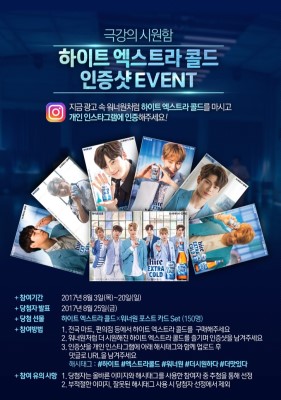 극강의 시원함
하이트 엑스트라 콜드
인증샷 EVENT
지금 광고 속 워너원처럼 하이트 엑스트라 콜드를 마시고
개인 인스타그램에 인증해주세요!
hite
EXTRA
COLD
+ 참여기간 2017년 8월 3일(목)~20일(일)
+ 당첨자 발표 2017년 8월 25일(금)
+ 당첨 선물 하이트 엑스트라 콜드 × 워너원 포스트 카드 Set (150명)
+ 참여방법 1. 전국 마트, 편의점 등에서 하이트 엑스트라 콜드를 구매해주세요
2. 워너원처럼 더 시원해진 하이트 엑스트라 콜드를 즐기며 인증샷을 남겨주세요
3. 인증샷을 개인 인스타그램에 아래 해시태그와 함께 업로드 후
댓글로 URL을 남겨주세요
해시태그 : #하이트 #엑스트라콜드 #워너원 #더시원하다 #더맛있다
+ 참여 유의 사항 1. 당첨자는 올바른 이미지와 해시태그를 사용한 참여자 중 추첨을 통해 선정
2. 부적절한 이미지, 잘못된 해시태그 사용 시 당첨자 선정에서 제외